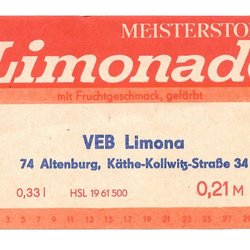 MEISTERSTO
Limonade
mit Fruchtgeschmack, gefärbt
VEB Limona
74 Altenburg, Käthe-Kollwitz-Straße 34
0,33 l HSL 19 61 500 0,21 M